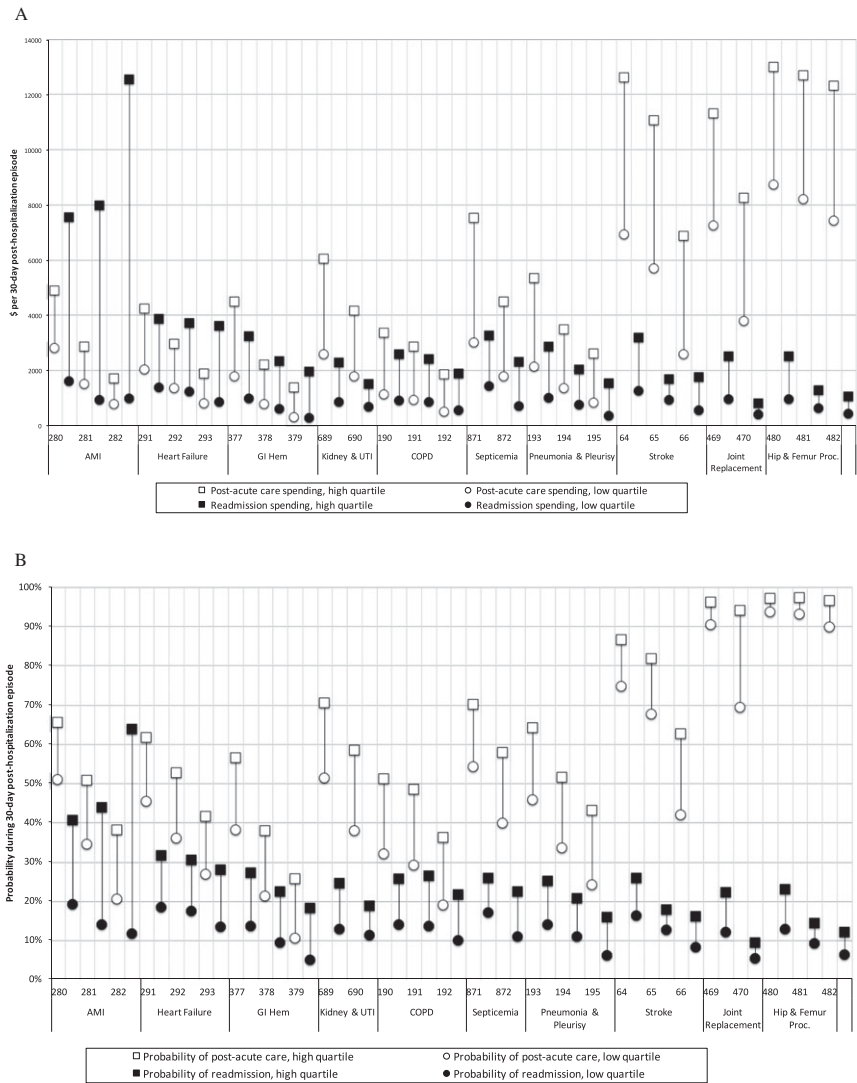 A
14000
12000
10000
8000
6000
4000
2000
0
$ per 30-day post-hospitalization episode
280 281 282 291 292 293 377 378 379 689 690 190 191 192 871 872 193 194 195 64 65 66 469 470 480 481 482
AMI Heart Failure GI Hem Kidney & UTI COPD Septicemia Pneumonia & Pleurisy Stroke Joint Replacement Hip & Femur Proc.
Post-acute care spending, high quartile Post-acute care spending, low quartile
Readmission spending, high quartile Readmission spending, low quartile
B
100%
90%
80%
70%
60%
50%
40%
30%
20%
10%
0%
Probability during 30-day post-hospitalization episode
280 281 282 291 292 293 377 378 379 689 690 190 191 192 871 872 193 194 195 64 65 66 469 470 480 481 482
AMI Heart Failure GI Hem Kidney & UTI COPD Septicemia Pneumonia & Pleurisy Stroke Joint Replacement Hip & Femur Proc.
Probability of post-acute care, high quartile Probability of post-acute care, low quartile
Probability of readmission, high quartile Probability of readmission, low quartile